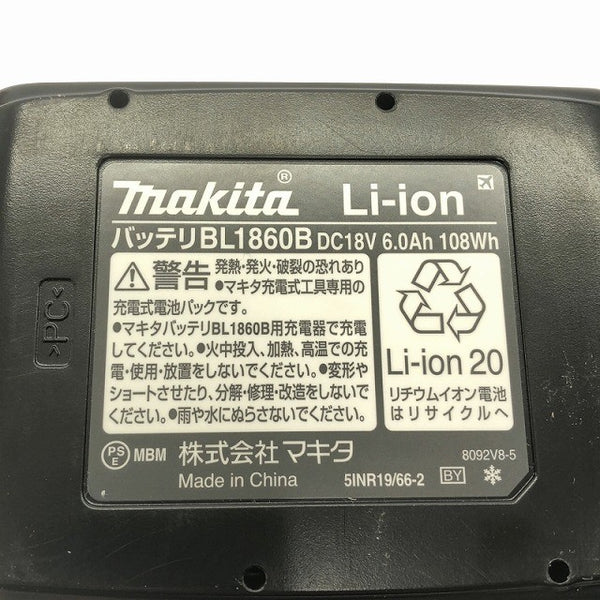 makita® Li-ion
バッテリBL1860B DC18V 6.0Ah 108Wh
警告 発熱・発火・破裂の恐れあり
●マキタ充電式工具専用の
充電式電池パックです。
●マキタバッテリBL1860B用充電器で充電
してください。●火中投入、加熱、高温での充
電・使用・放置をしないでください。●変形や
ショートさせたり、分解・修理・改造をしないで
ください。●雨や水にぬらさないでください。
Li-ion 20
リチウムイオン電池
はリサイクルへ
PS
E
MBM 株式会社 マキタ
8092V8-5
Made in China 5INR19/66-2 BY
>PC<